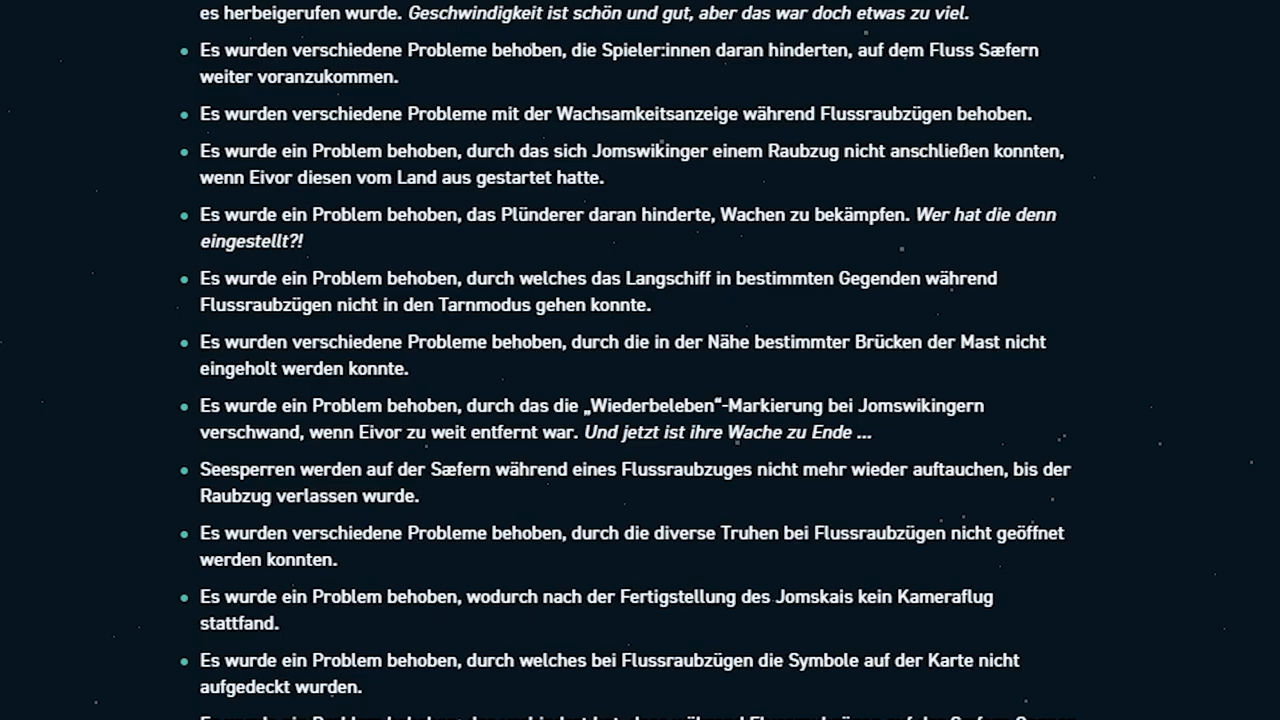 es herbeigerufen wurde. Geschwindigkeit ist schön und gut, aber das war doch etwas zu viel.
Es wurden verschiedene Probleme behoben, die Spieler:innen daran hinderten, auf dem Fluss Sæfern
weiter voranzukommen.
Es wurden verschiedene Probleme mit der Wachsamkeitsanzeige während Flussraubzügen behoben.
Es wurde ein Problem behoben, durch das sich Jomswikinger einem Raubzug nicht anschließen konnten,
wenn Eivor diesen vom Land aus gestartet hatte.
Es wurde ein Problem behoben, das Plünderer daran hinderte, Wachen zu bekämpfen. Wer hat die denn
eingestellt?!
Es wurde ein Problem behoben, durch welches das Langschiff in bestimmten Gegenden während
Flussraubzügen nicht in den Tarnmodus gehen konnte.
Es wurden verschiedene Probleme behoben, durch die in der Nähe bestimmter Brücken der Mast nicht
eingeholt werden konnte.
Es wurde ein Problem behoben, durch das die „Wiederbeleben“-Markierung bei Jomswikingern
verschwand, wenn Eivor zu weit entfernt war. Und jetzt ist ihre Wache zu Ende ...
Seesperren werden auf der Sæfern während eines Flussraubzuges nicht mehr wieder auftauchen, bis der
Raubzug verlassen wurde.
Es wurden verschiedene Probleme behoben, durch die diverse Truhen bei Flussraubzügen nicht geöffnet
werden konnten.
Es wurde ein Problem behoben, wodurch nach der Fertigstellung des Jomskais kein Kameraflug
stattfand.
Es wurde ein Problem behoben, durch welches bei Flussraubzügen die Symbole auf der Karte nicht
aufgedeckt wurden.